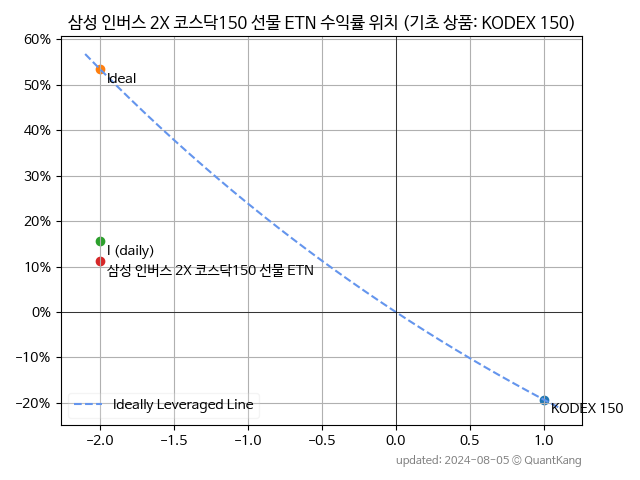 삼성 인버스 2X 코스닥150 선물 ETN 수익률 위치 (기초 상품: KODEX 150)
60%
50%
40%
30%
20%
10%
0%
−10%
−20%
Ideal
I (daily)
삼성 인버스 2X 코스닥150 선물 ETN
KODEX 150
Ideally Leveraged Line
−2.0 −1.5 −1.0 −0.5 0.0 0.5 1.0
updated: 2024-08-05 © QuantKang